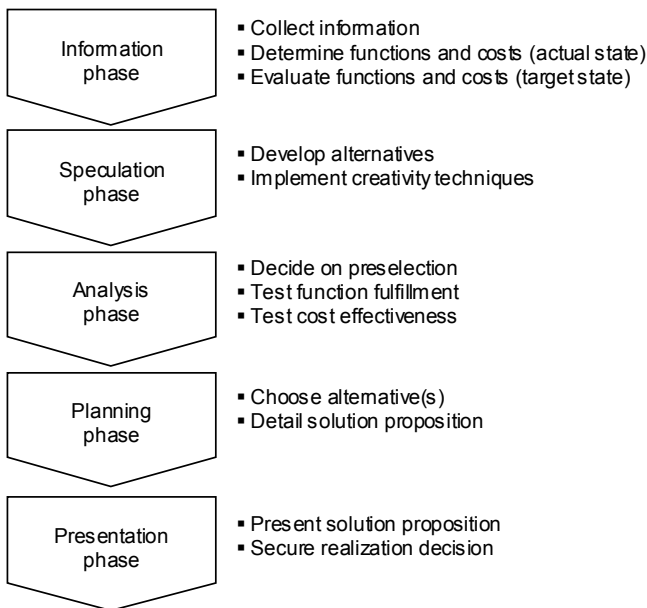 Information
phase
▪ Collect information
▪ Determine functions and costs (actual state)
▪ Evaluate functions and costs (target state)
Speculation
phase
▪ Develop alternatives
▪ Implement creativity techniques
Analysis
phase
▪ Decide on preselection
▪ Test function fulfillment
▪ Test cost effectiveness
Planning
phase
▪ Choose alternative(s)
▪ Detail solution proposition
Presentation
phase
▪ Present solution proposition
▪ Secure realization decision